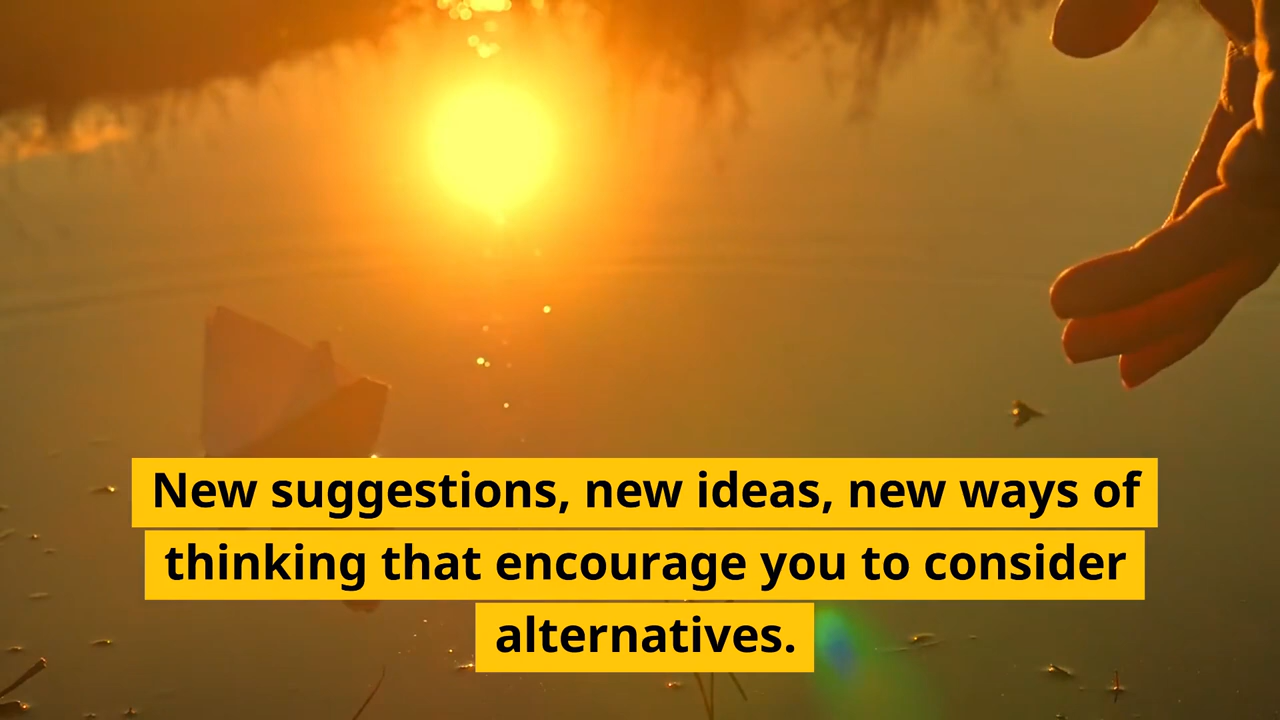 New suggestions, new ideas, new ways of
thinking that encourage you to consider
alternatives.